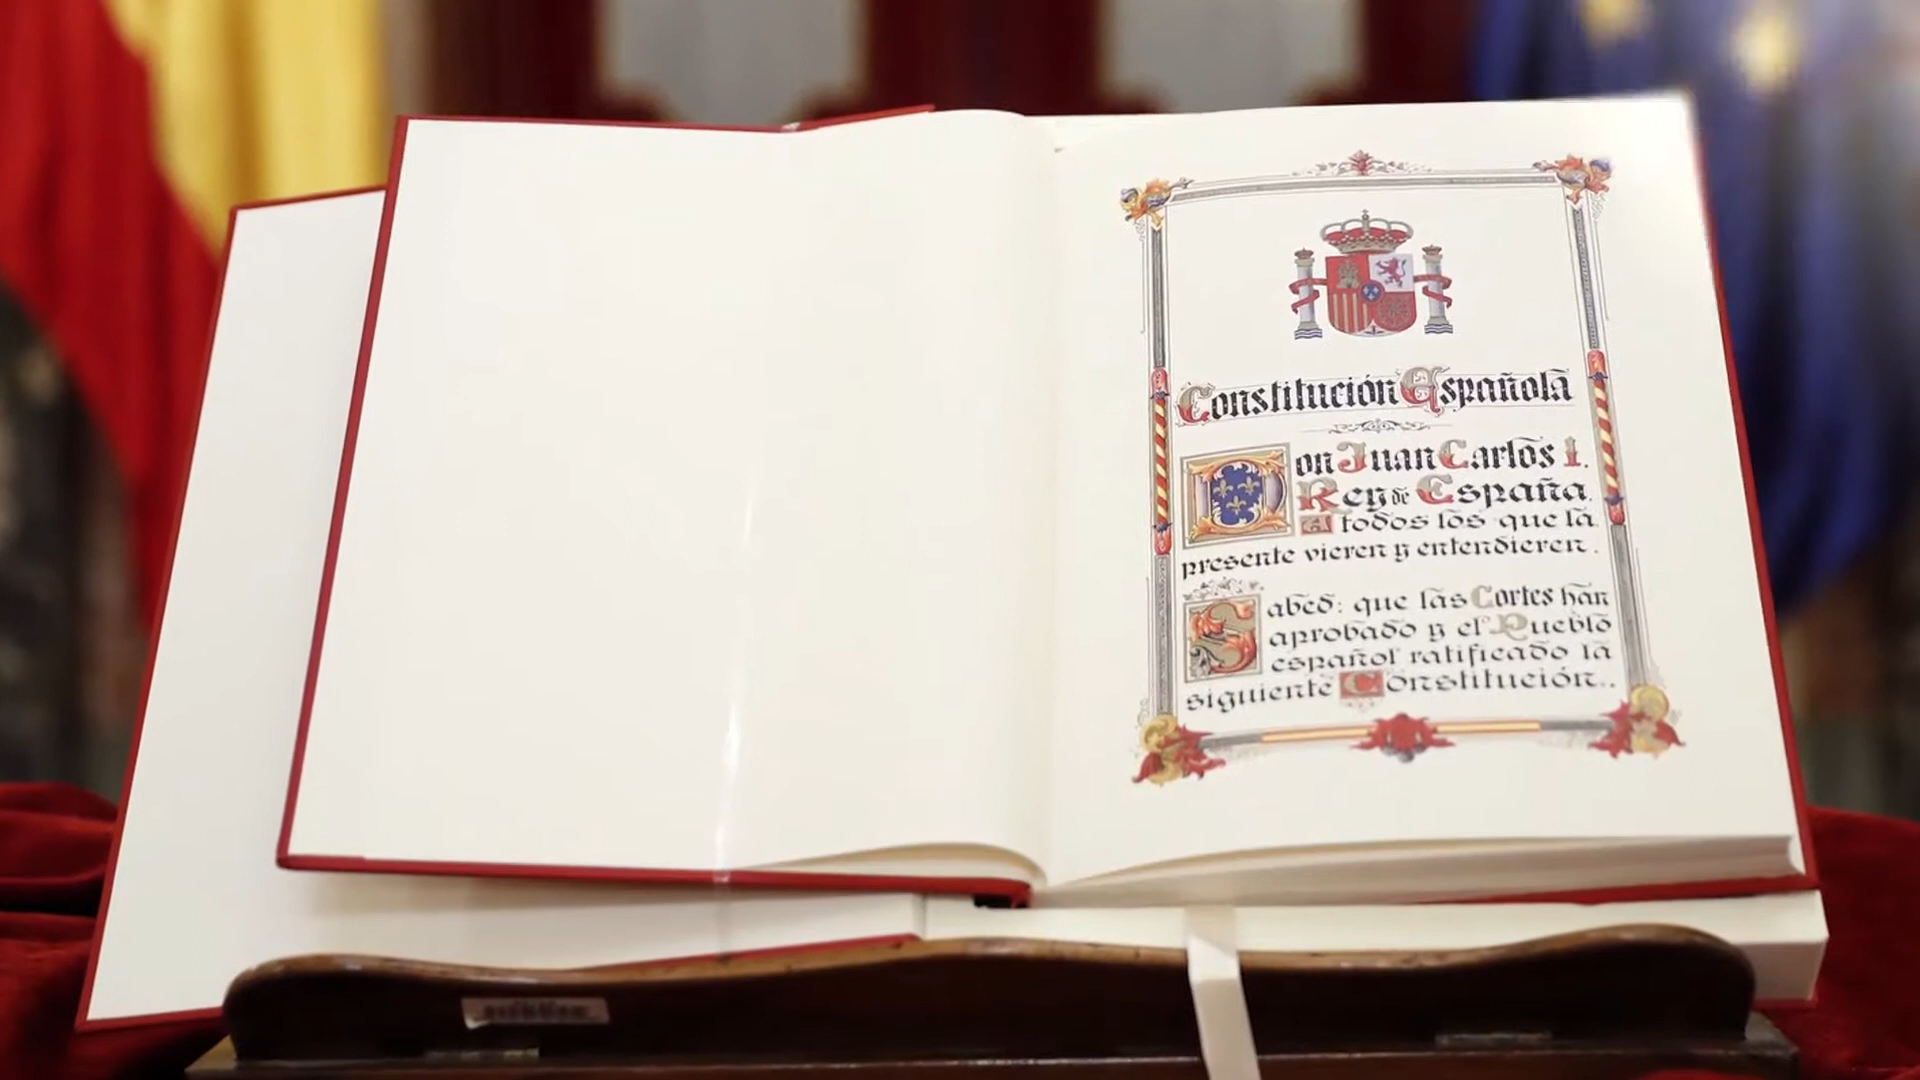 Constitución Española
Don Juan Carlos I.
Rey de España.
A todos los que la
presente vieren y entendieren.
Sabed: que las Cortes han
aprobado y el Pueblo
español ratificado la
siguiente Constitución..